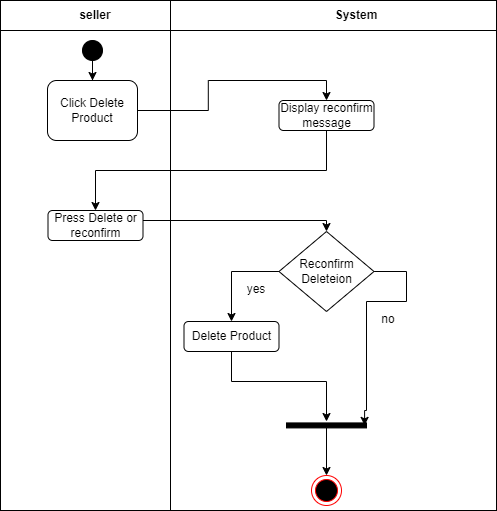 seller
System
Click Delete
Product
Display reconfirm
message
Press Delete or
reconfirm
Reconfirm
Deleteion
yes
no
Delete Product